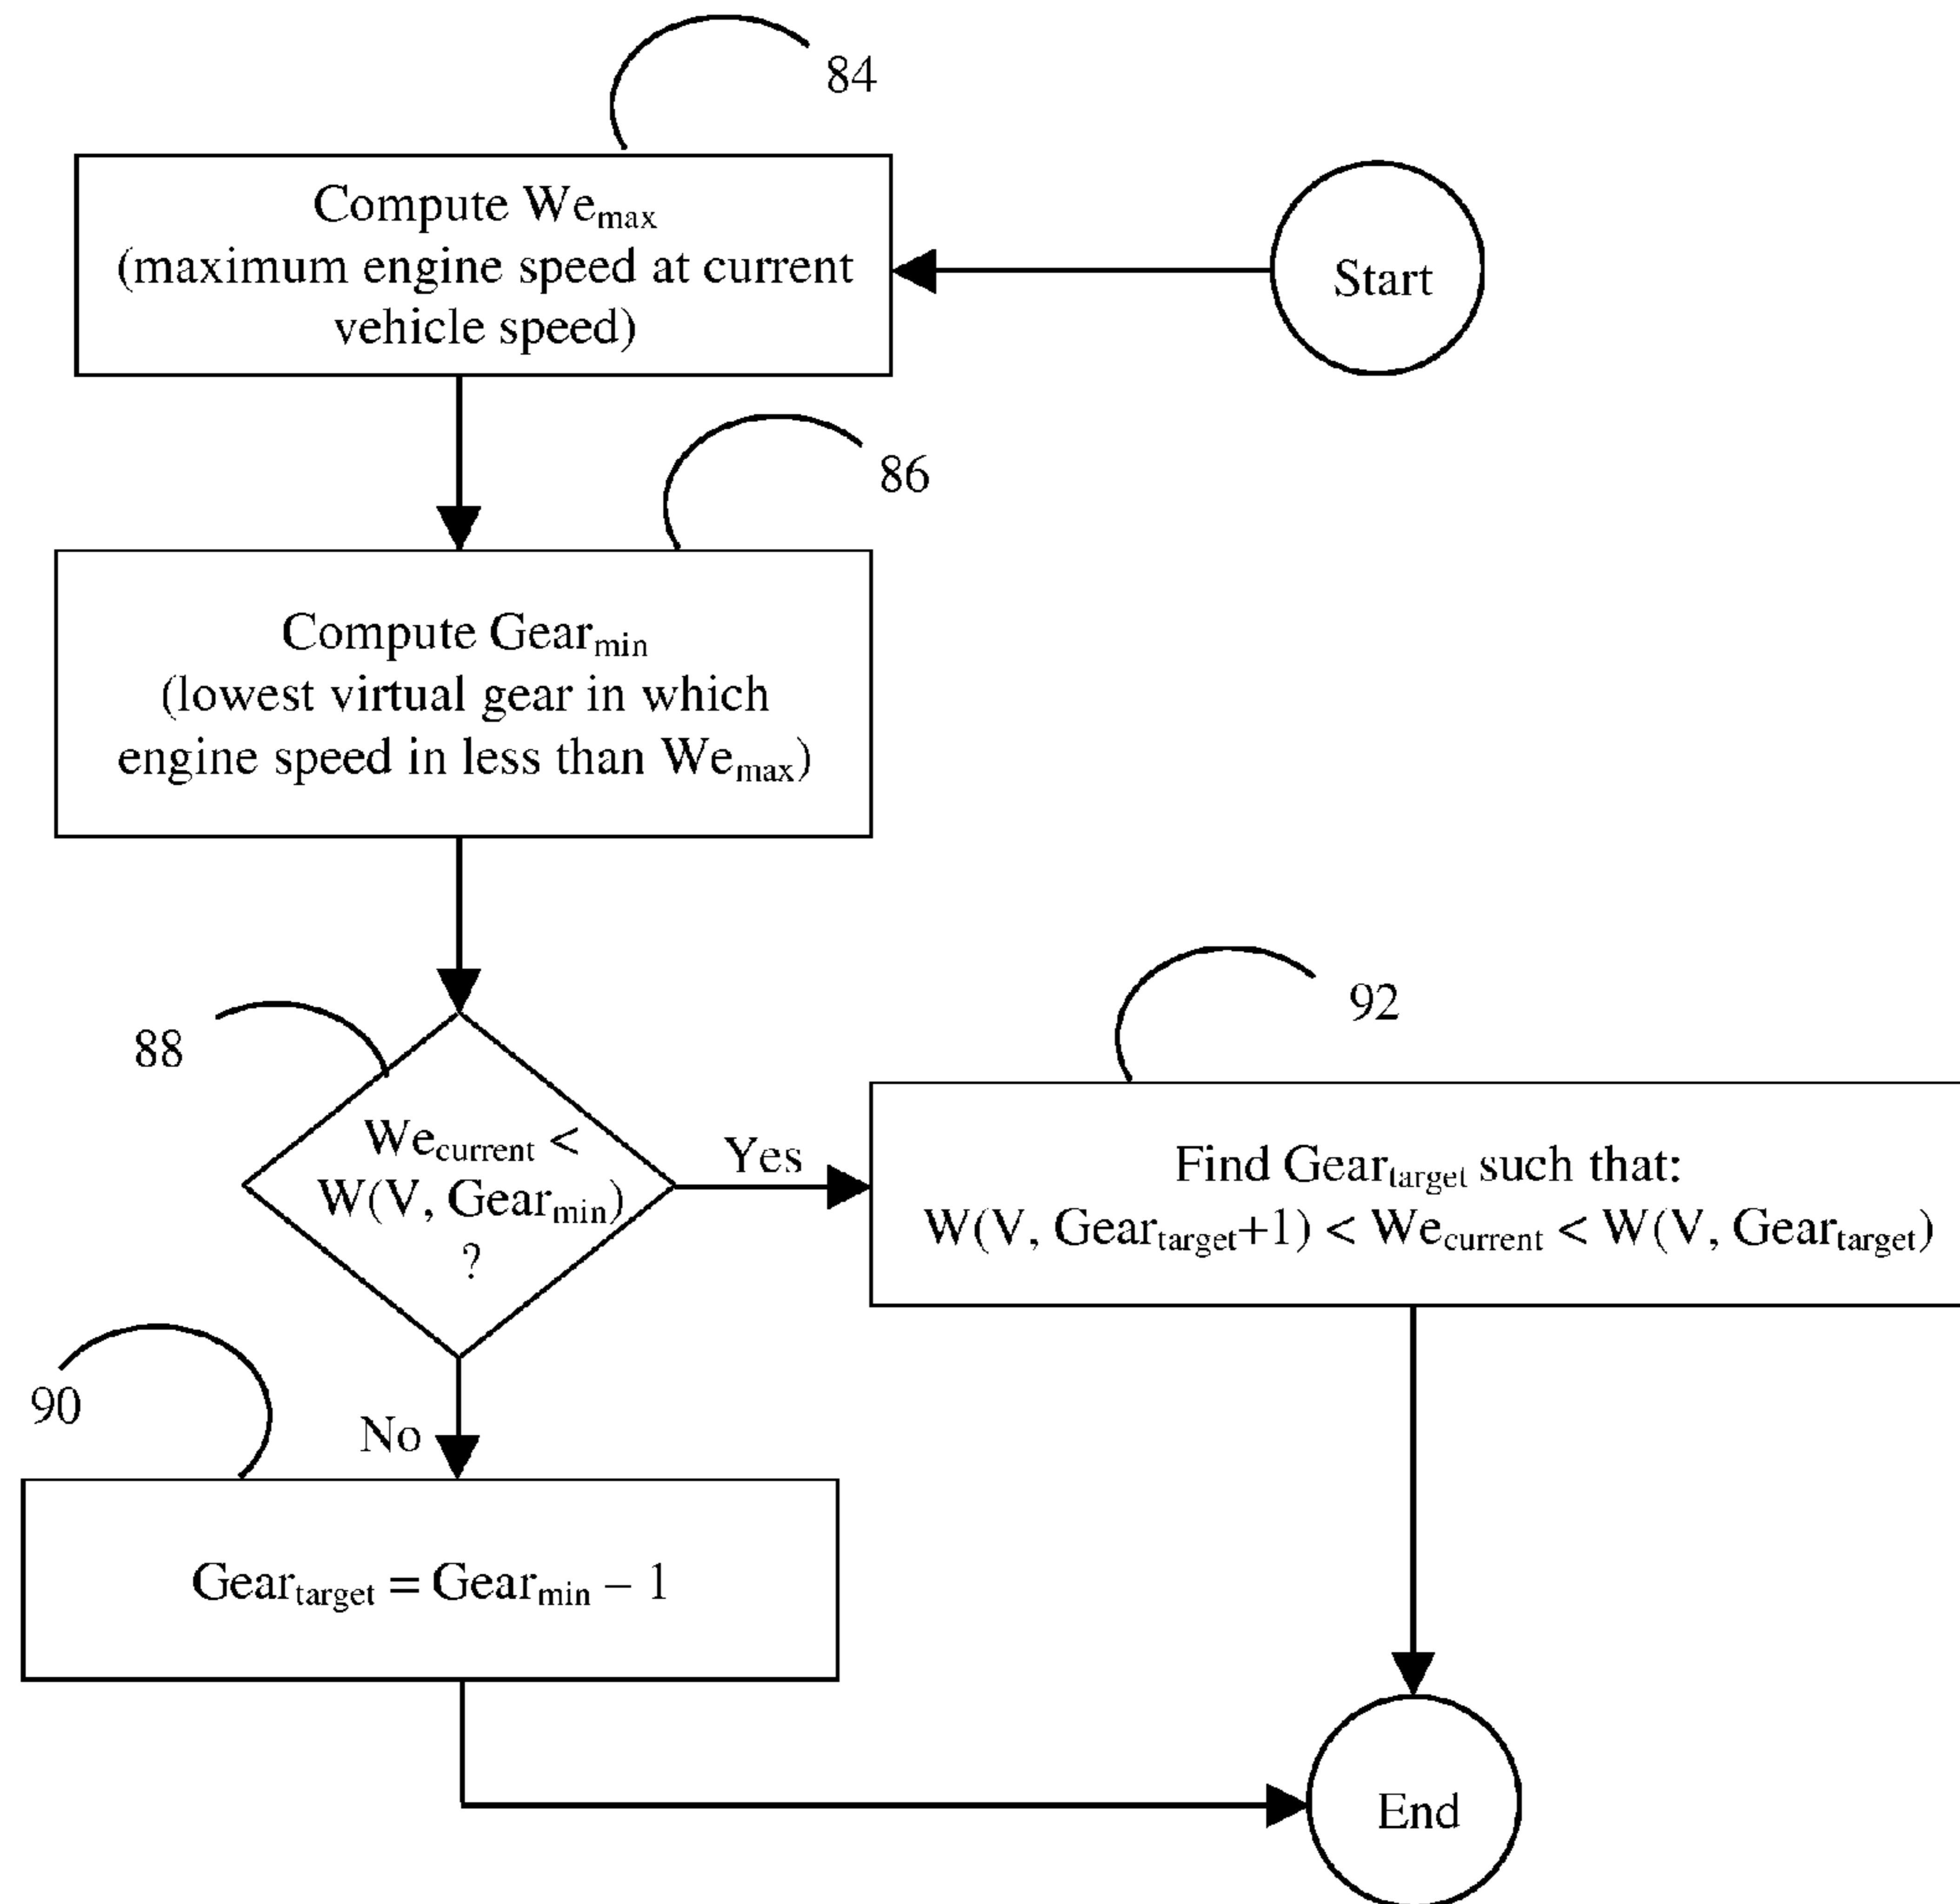 84
Compute We_max
(maximum engine speed at current
vehicle speed)
Start
86
Compute Gear_min
(lowest virtual gear in which
engine speed in less than We_max)
88
We_current <
W(V, Gear_min)
?
Yes
92
Find Gear_target such that:
W(V, Gear_target+1) < We_current < W(V, Gear_target)
90
No
Gear_target = Gear_min – 1
End